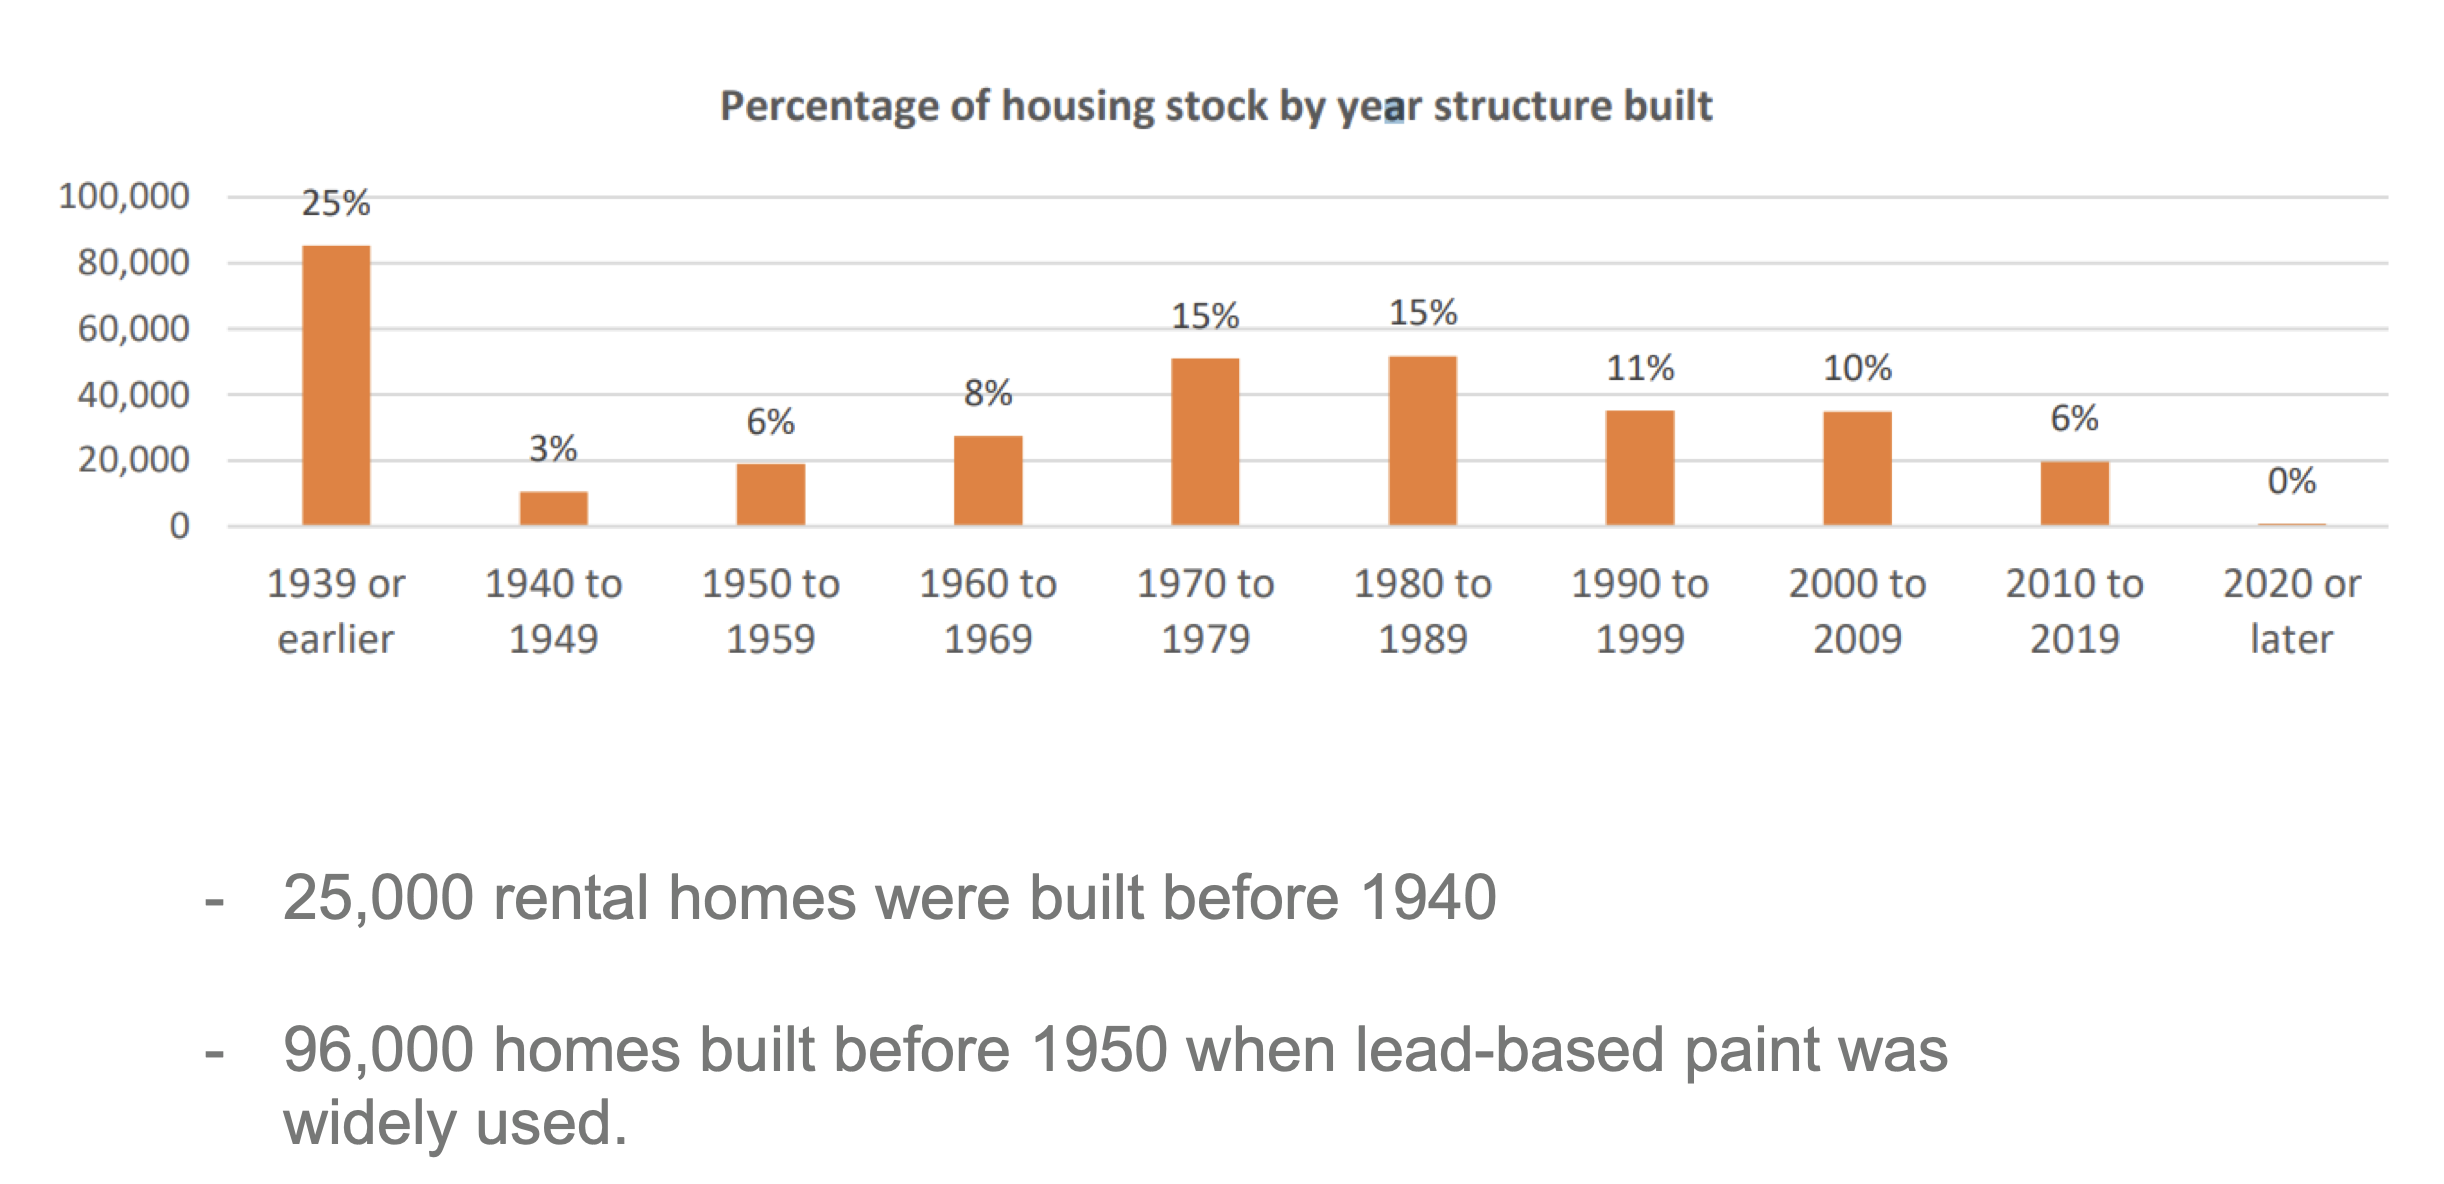 Percentage of housing stock by year structure built
100,000
80,000
60,000
40,000
20,000
0
25%
3%
6%
8%
15%
15%
11%
10%
6%
0%
1939 or earlier
1940 to 1949
1950 to 1959
1960 to 1969
1970 to 1979
1980 to 1989
1990 to 1999
2000 to 2009
2010 to 2019
2020 or later
- 25,000 rental homes were built before 1940
- 96,000 homes built before 1950 when lead-based paint was
widely used.